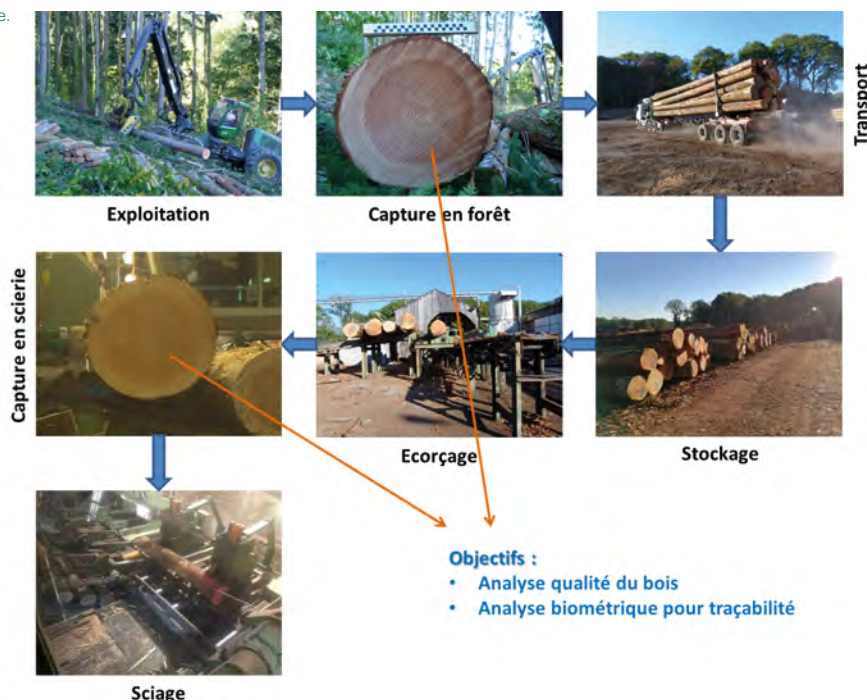 e.
Exploitation
Capture en forêt
Transport
Capture en scierie
Ecorçage
Stockage
Objectifs :
• Analyse qualité du bois
• Analyse biométrique pour traçabilité
Sciage